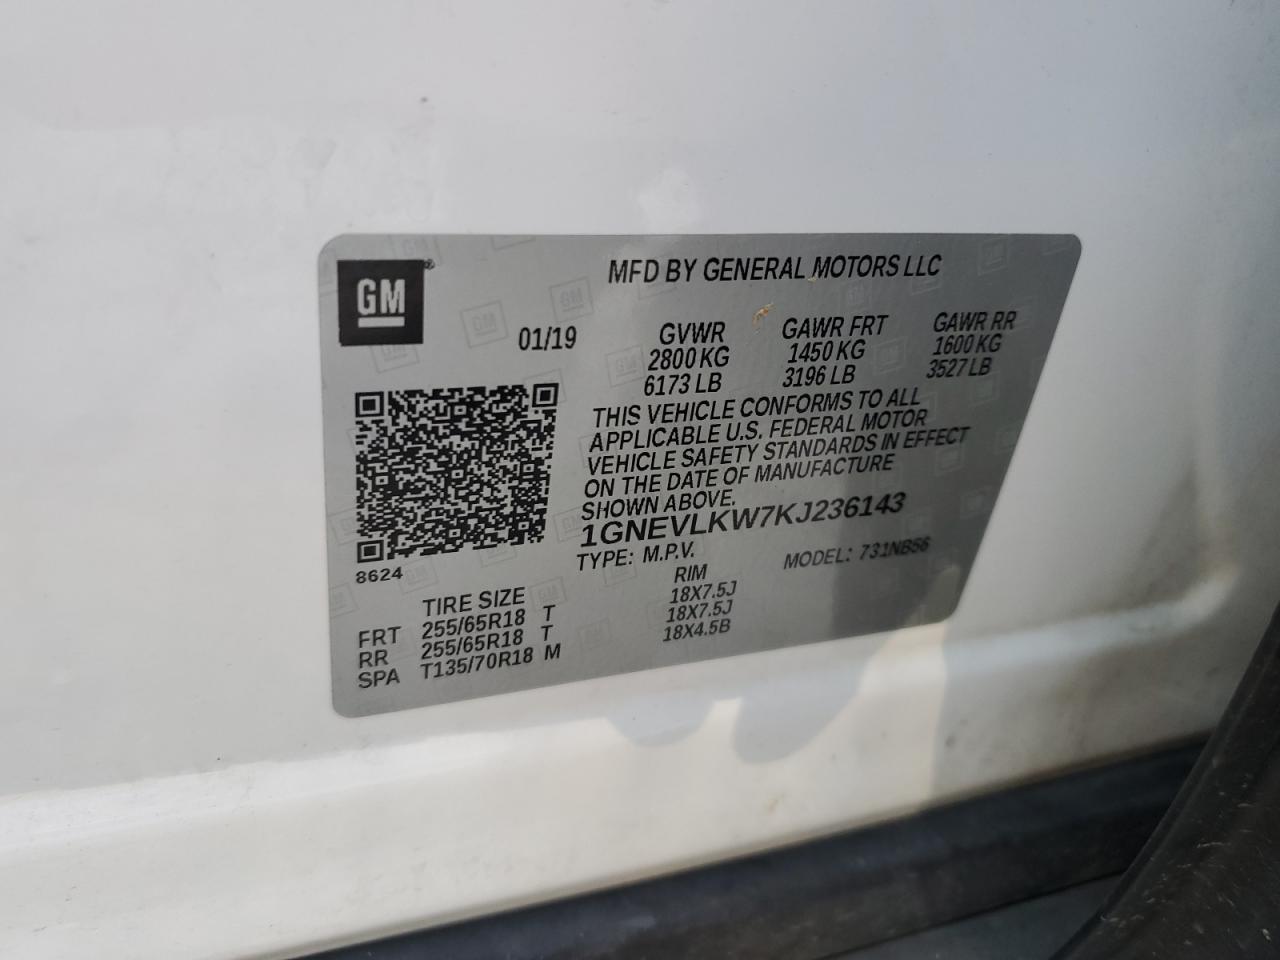 GM
MFD BY GENERAL MOTORS LLC
01/19
GVWR GAWR FRT GAWR RR
2800 KG 1450 KG 1600 KG
6173 LB 3196 LB 3527 LB
THIS VEHICLE CONFORMS TO ALL
APPLICABLE U.S. FEDERAL MOTOR
VEHICLE SAFETY STANDARDS IN EFFECT
ON THE DATE OF MANUFACTURE
SHOWN ABOVE.
1GNEVLKW7KJ236143
TYPE: M.P.V. MODEL: 731NB56
8624
TIRE SIZE RIM
FRT 255/65R18 T 18X7.5J
RR 255/65R18 T 18X7.5J
SPA T135/70R18 M 18X4.5B